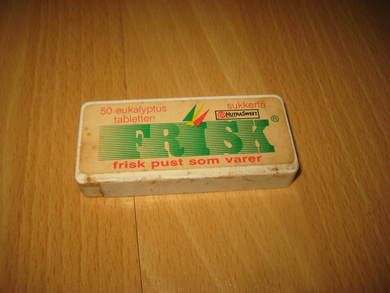 50 eukalyptus sukkerfri
tabletter NutraSweet
FRISK®
frisk pust som varer